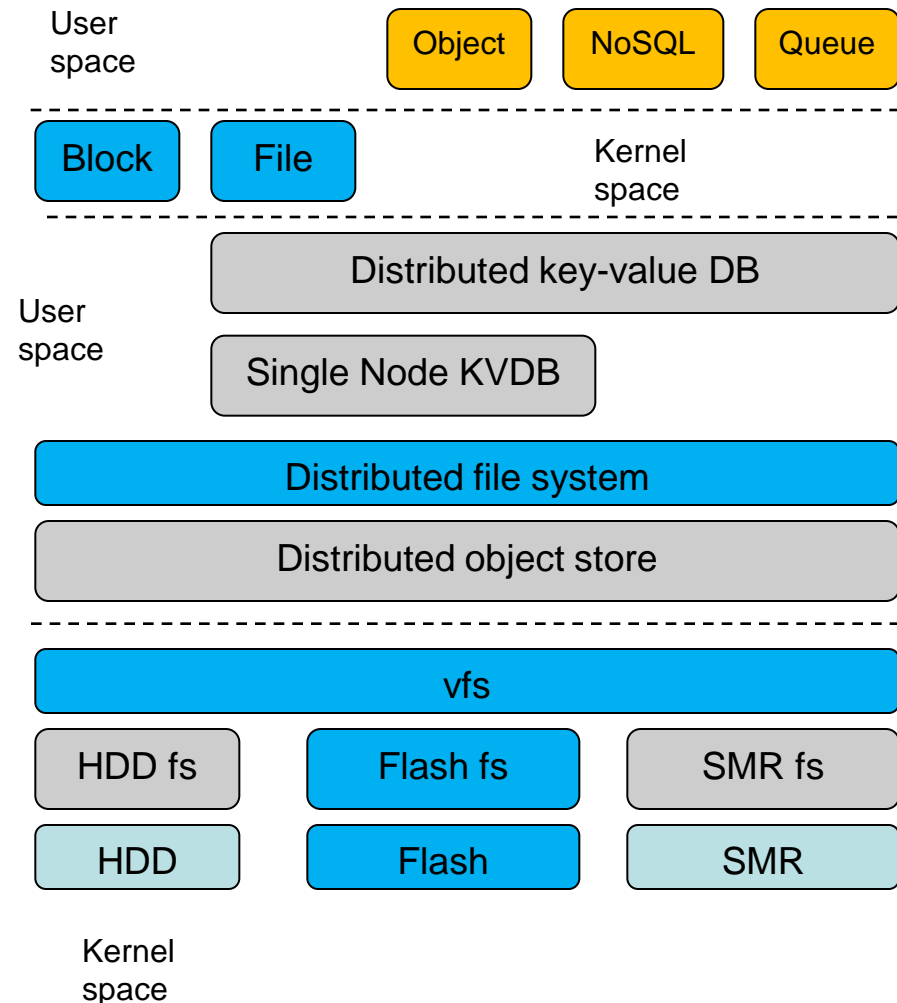 User
space
Object
NoSQL
Queue
Block
File
Kernel
space
Distributed key-value DB
User
space
Single Node KVDB
Distributed file system
Distributed object store
vfs
HDD fs
Flash fs
SMR fs
HDD
Flash
SMR
Kernel
space